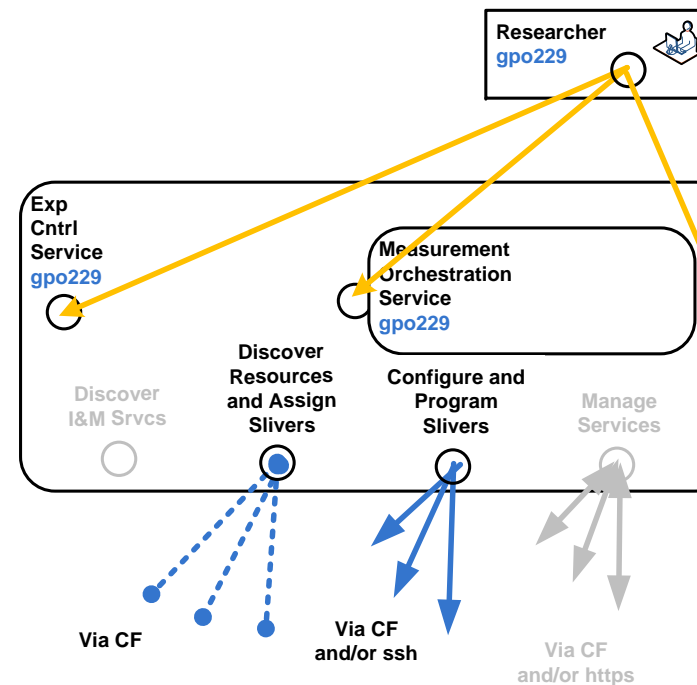 Researcher
gpo229
Exp
Cntrl
Service
gpo229
Measurement
Orchestration
Service
gpo229
Discover
I&M Srvcs
Discover
Resources
and Assign
Slivers
Configure and
Program
Slivers
Manage
Services
Via CF
Via CF
and/or ssh
Via CF
and/or https